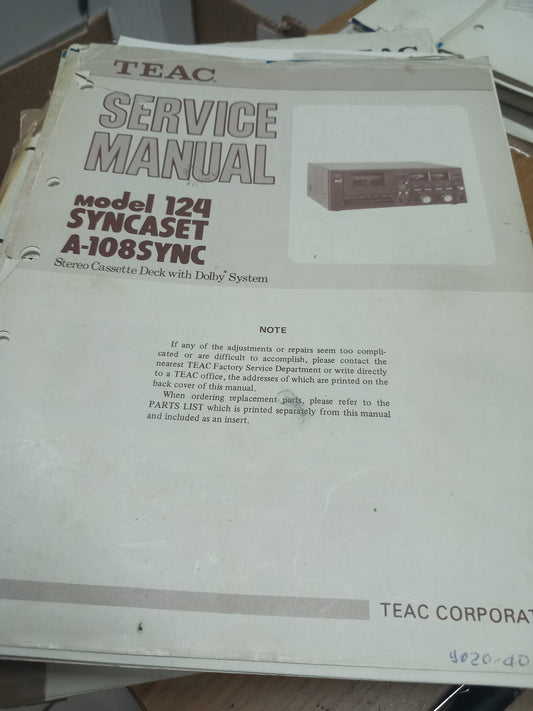 TEAC
TEAC
SERVICE
MANUAL
Model 124
SYNCASET
A-108SYNC
Stereo Cassette Deck with Dolby* System
NOTE
If any of the adjustments or repairs seem too compli-
cated or are difficult to accomplish, please contact the
nearest TEAC Factory Service Department or write directly
to a TEAC office, the addresses of which are printed on the
back cover of this manual.
When ordering replacement parts, please refer to the
PARTS LIST which is printed separately from this manual
and included as an insert.
TEAC CORPORAT
9020-40